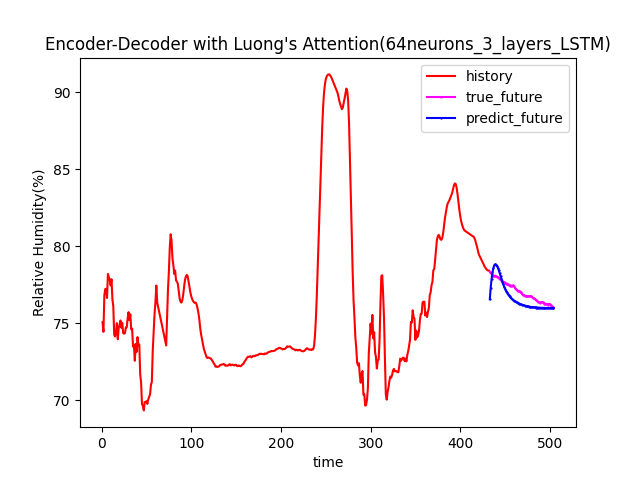 Encoder-Decoder with Luong's Attention(64neurons_3_layers_LSTM)
history
true_future
predict_future
Relative Humidity(%)
90
85
80
75
70
0
100
200
300
400
500
time